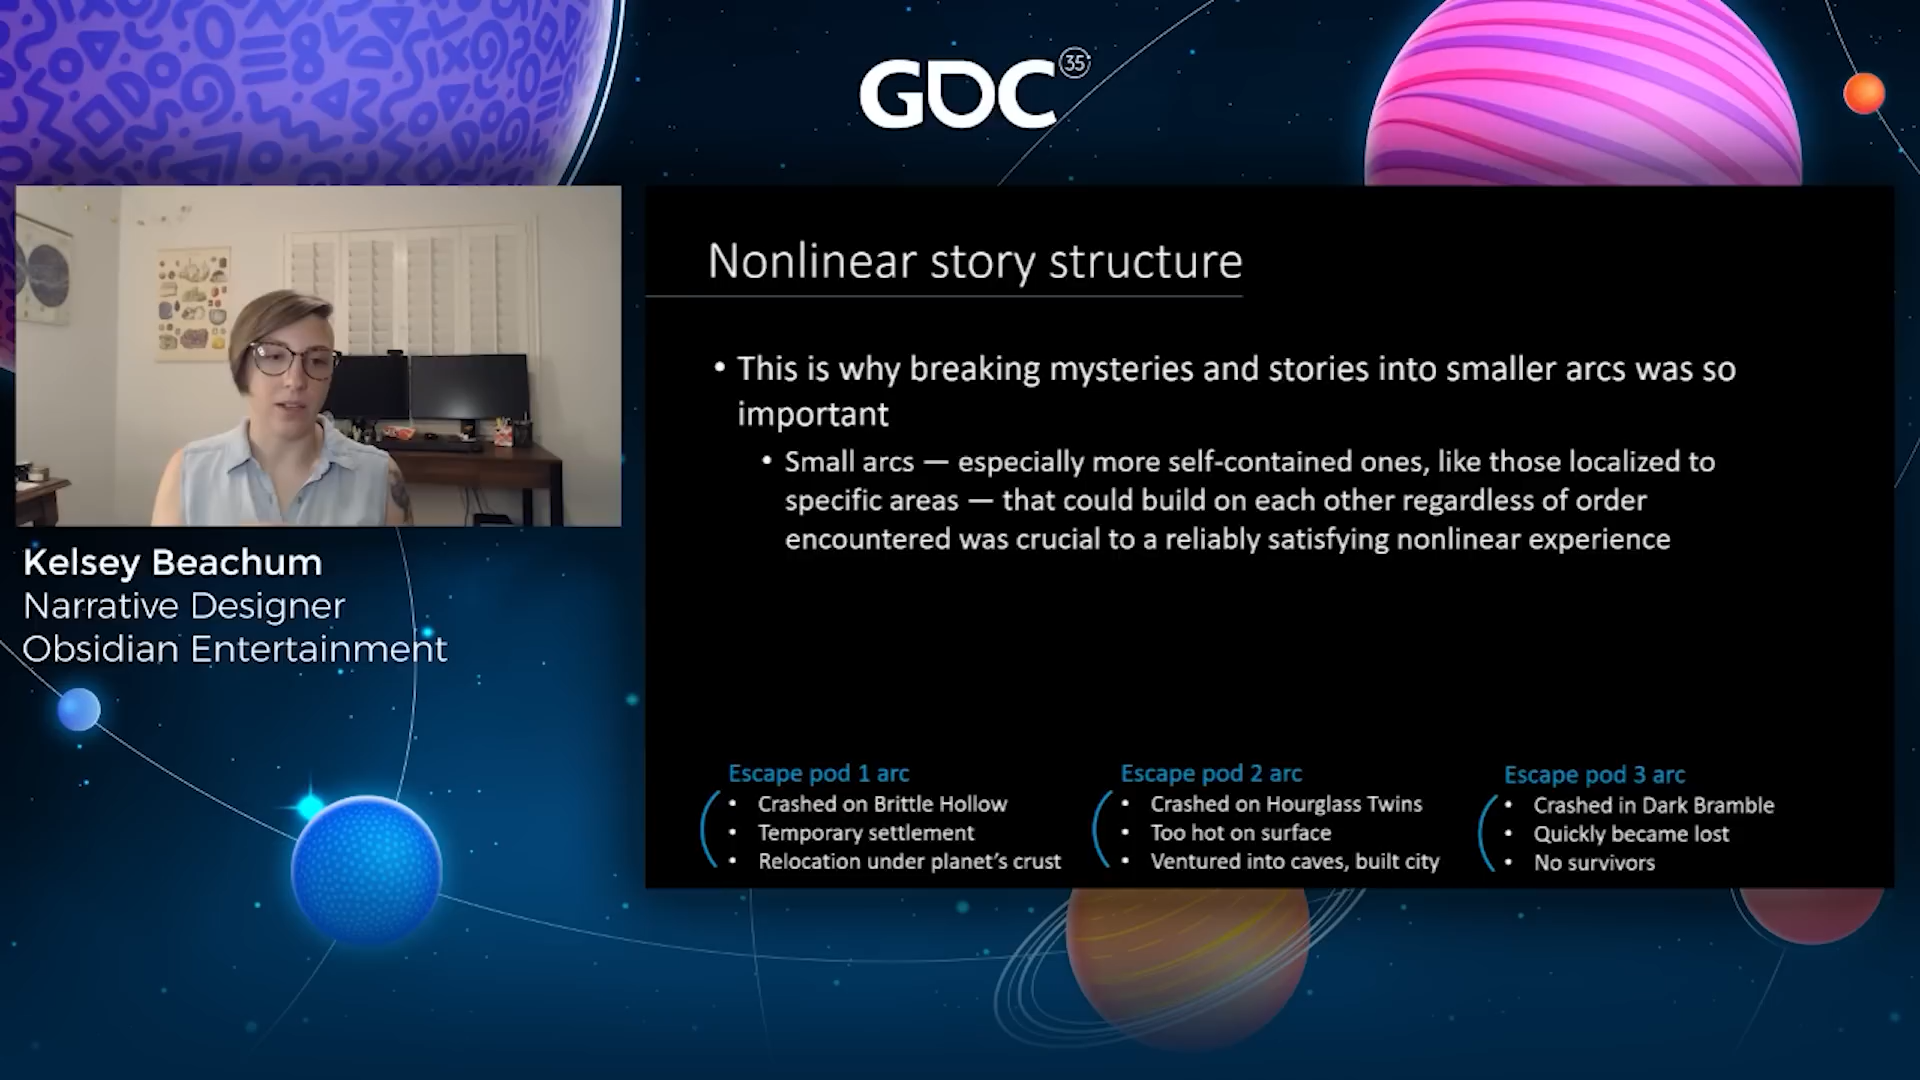 GDC 35
Nonlinear story structure
• This is why breaking mysteries and stories into smaller arcs was so
important
• Small arcs — especially more self-contained ones, like those localized to
specific areas — that could build on each other regardless of order
encountered was crucial to a reliably satisfying nonlinear experience
Kelsey Beachum
Narrative Designer
Obsidian Entertainment
Escape pod 1 arc
• Crashed on Brittle Hollow
• Temporary settlement
• Relocation under planet's crust
Escape pod 2 arc
• Crashed on Hourglass Twins
• Too hot on surface
• Ventured into caves, built city
Escape pod 3 arc
• Crashed in Dark Bramble
• Quickly became lost
• No survivors